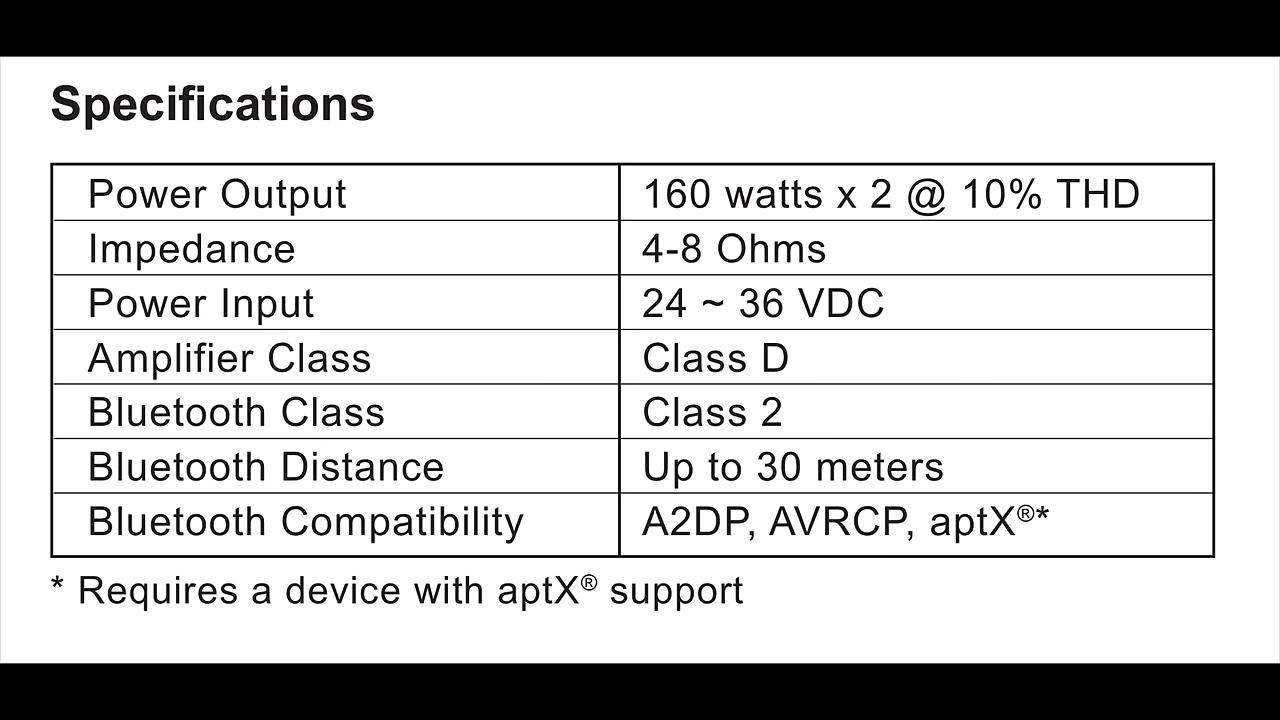 Specifications
Power Output 160 watts x 2 @ 10% THD
Impedance 4-8 Ohms
Power Input 24 ~ 36 VDC
Amplifier Class Class D
Bluetooth Class Class 2
Bluetooth Distance Up to 30 meters
Bluetooth Compatibility A2DP, AVRCP, aptX®*
* Requires a device with aptX® support